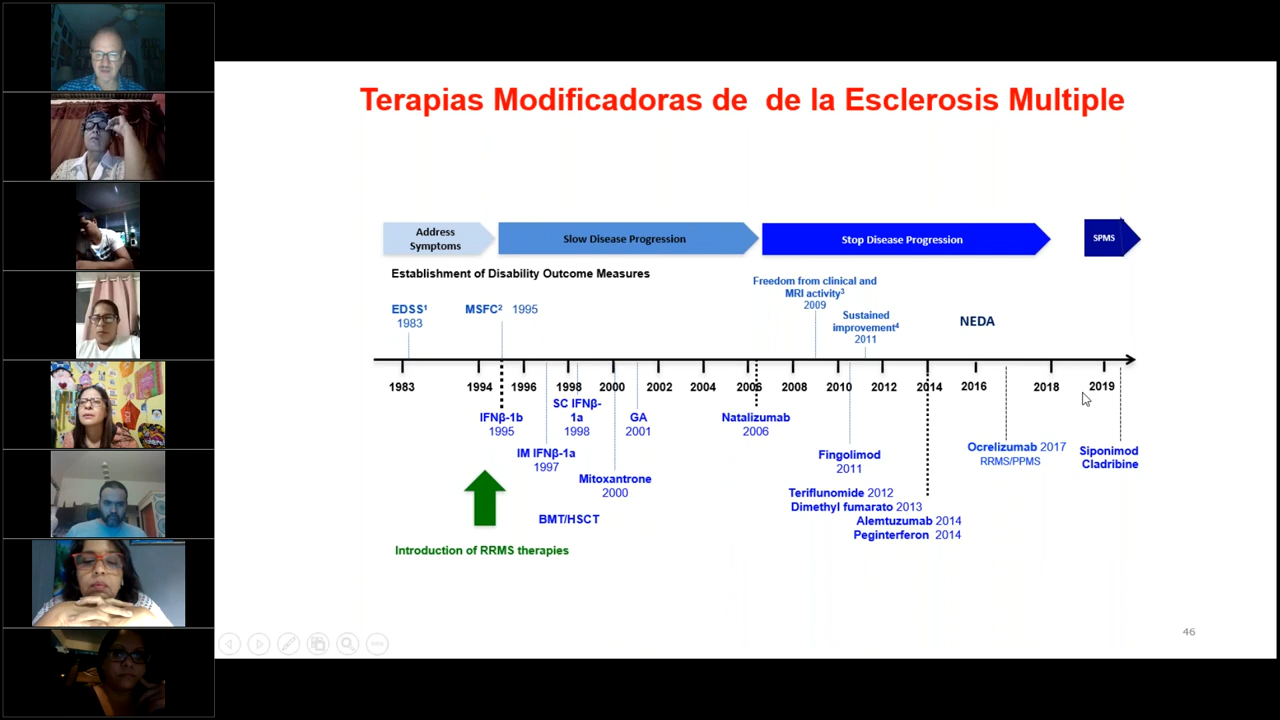 Terapias Modificadoras de  de la Esclerosis Multiple
Address
Symptoms
Slow Disease Progression
Stop Disease Progression
SPMS
Establishment of Disability Outcome Measures
EDSS¹
1983
MSFC² 1995
Freedom from clinical and
MRI activity³
2009
Sustained
improvement⁴
2011
NEDA
1983 1994 1996 1998 2000 2002 2004 2006 2008 2010 2012 2014 2016 2018 2019
IFNβ-1b
1995
SC IFNβ-
1a
1998
GA
2001
Natalizumab
2006
IM IFNβ-1a
1997
Mitoxantrone
2000
BMT/HSCT
Fingolimod
2011
Teriflunomide 2012
Dimethyl fumarato 2013
Alemtuzumab 2014
Peginterferon 2014
Ocrelizumab 2017
RRMS/PPMS
Siponimod
Cladribine
Introduction of RRMS therapies
46